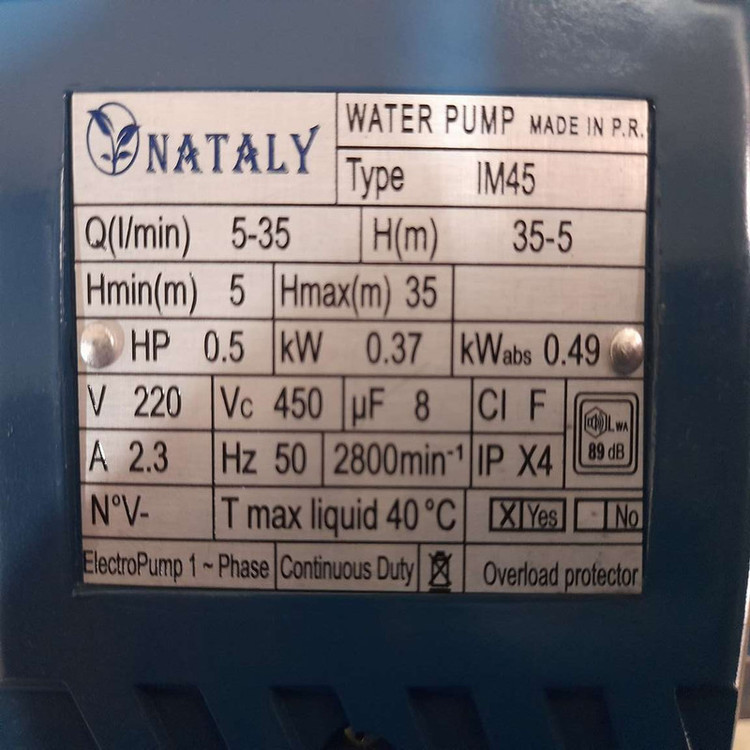 NATALY
WATER PUMP MADE IN P.R.
Type IM45
Q(l/min) 5-35 H(m) 35-5
Hmin(m) 5 Hmax(m) 35
HP 0.5 kW 0.37 kWabs 0.49
V 220 Vc 450 µF 8 Cl F
LWA
89 dB
A 2.3 Hz 50 2800min⁻¹ IP X4
N°V- T max liquid 40 °C X Yes No
ElectroPump 1 ~ Phase Continuous Duty Overload protector